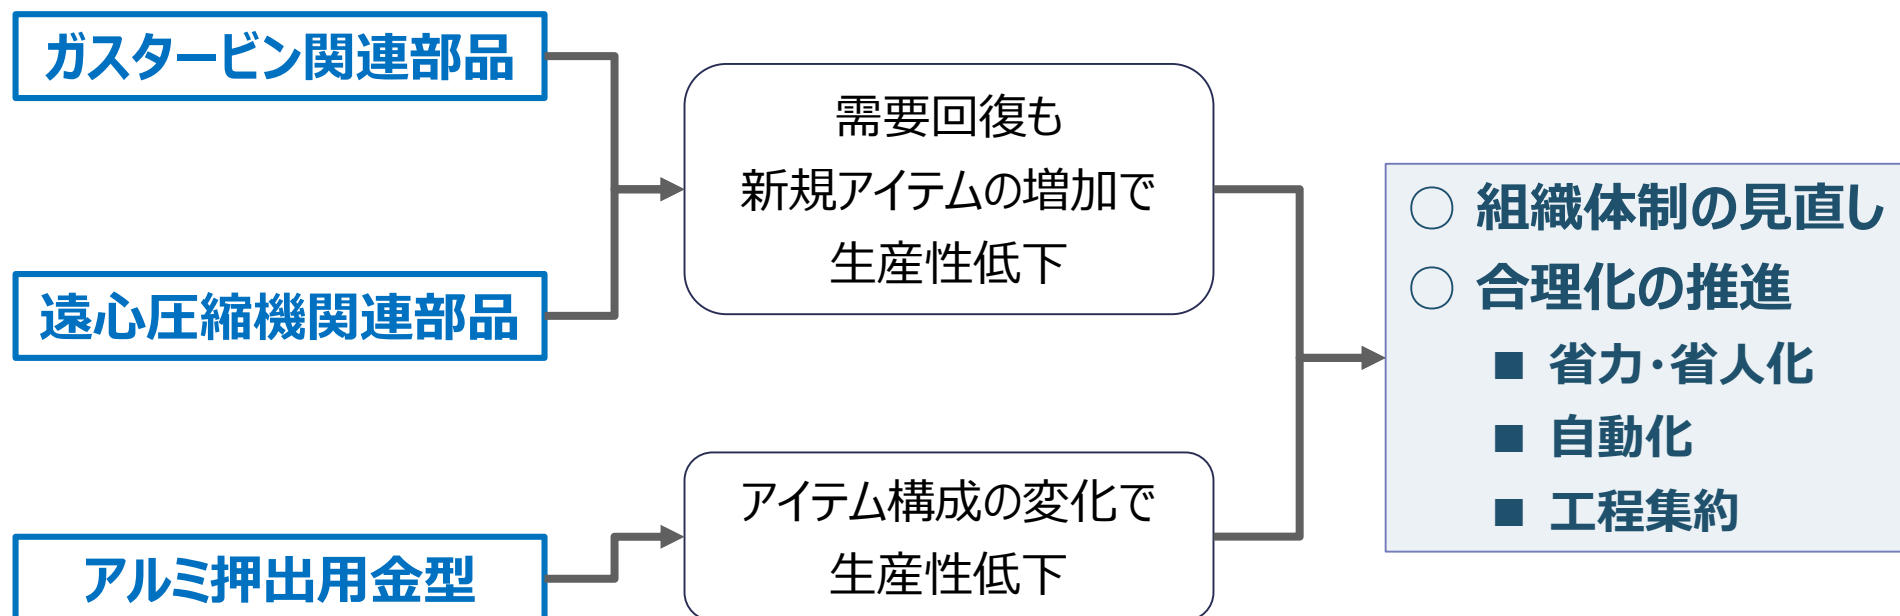 ガスタービン関連部品
遠心圧縮機関連部品
アルミ押出用金型
需要回復も
新規アイテムの増加で
生産性低下
アイテム構成の変化で
生産性低下
○ 組織体制の見直し
○ 合理化の推進
■ 省力・省人化
■ 自動化
■ 工程集約